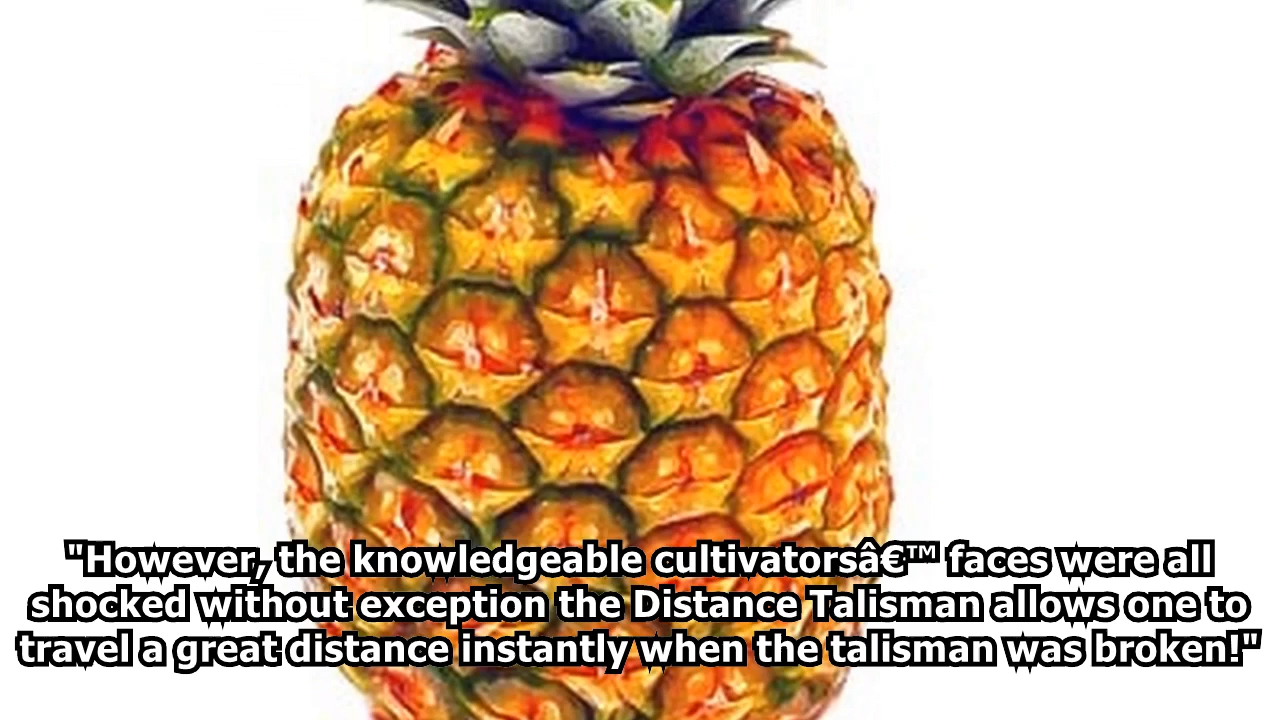 "However, the knowledgeable cultivatorsâ€™ faces were all
shocked without exception the Distance Talisman allows one to
travel a great distance instantly when the talisman was broken!"